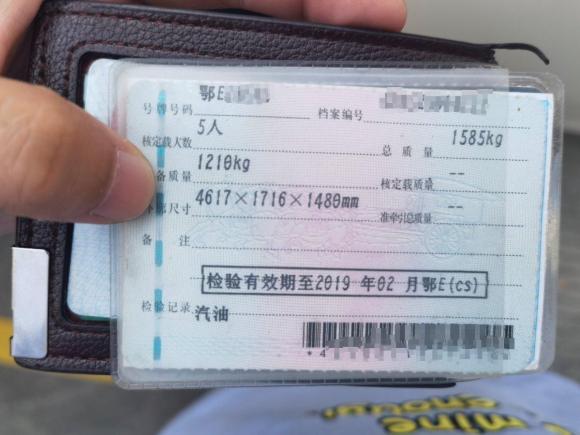 号牌号码 鄂E 档案编号
核定载人数 5人 总质量 1585kg
备质量 1210kg 核定载质量 --
尺寸 4617×1716×1480mm 准牵引总质量 --
备注
检验有效期至2019 年02 月鄂E(cs)
检验记录 汽油
mine